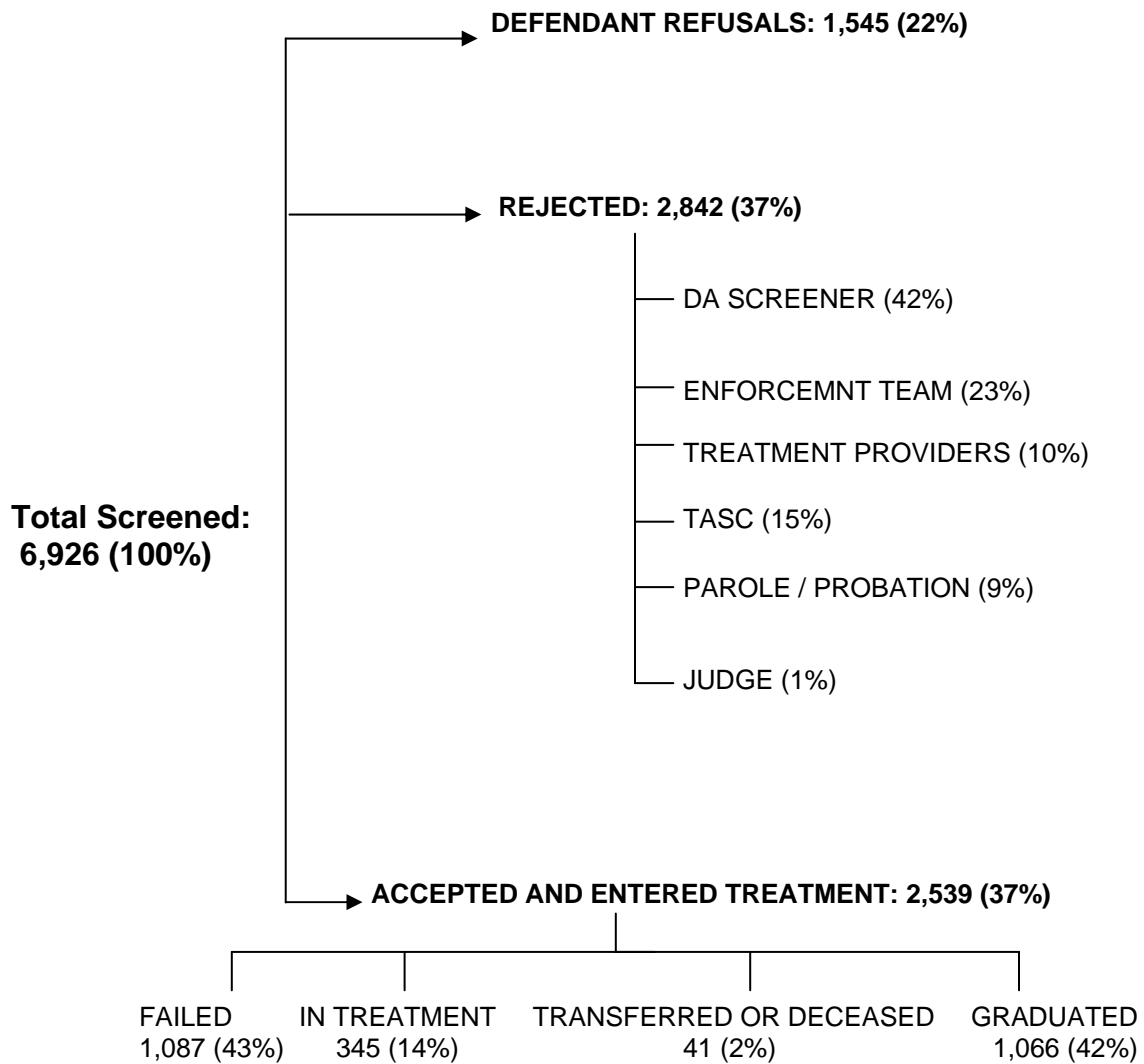 DEFENDANT REFUSALS: 1,545 (22%)
REJECTED: 2,842 (37%)
DA SCREENER (42%)
ENFORCEMNT TEAM (23%)
TREATMENT PROVIDERS (10%)
TASC (15%)
PAROLE / PROBATION (9%)
JUDGE (1%)
Total Screened:
6,926 (100%)
ACCEPTED AND ENTERED TREATMENT: 2,539 (37%)
FAILED
1,087 (43%)
IN TREATMENT
345 (14%)
TRANSFERRED OR DECEASED
41 (2%)
GRADUATED
1,066 (42%)